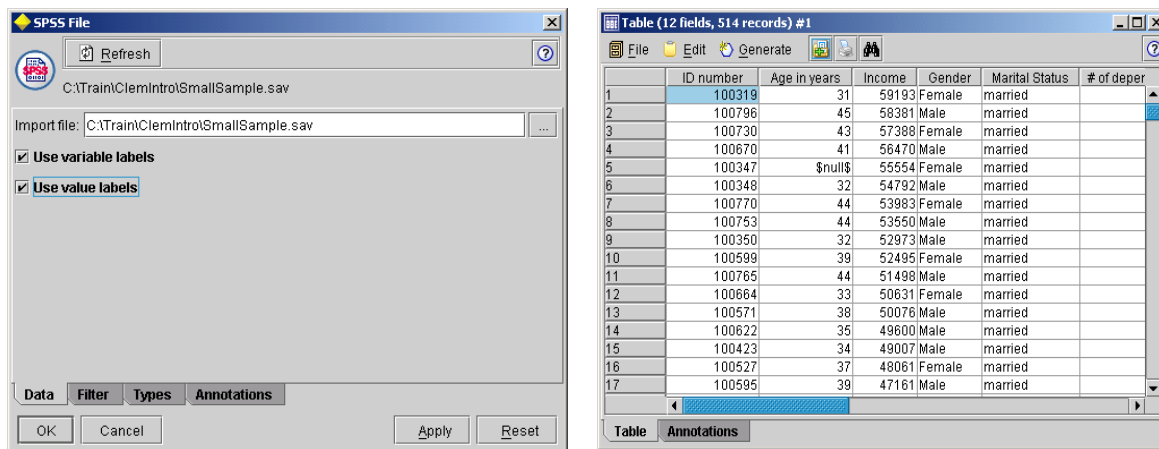 SPSS File
Refresh
SPSS
C:\Train\ClemIntro\SmallSample.sav
Import file: C:\Train\ClemIntro\SmallSample.sav ...
Use variable labels
Use value labels
Data Filter Types Annotations
OK Cancel Apply Reset
Table (12 fields, 514 records) #1
File Edit Generate
ID number Age in years Income Gender Marital Status # of deper
1 100319 31 59193 Female married
2 100796 45 58381 Male married
3 100730 43 57388 Female married
4 100670 41 56470 Male married
5 100347 $null$ 55554 Female married
6 100348 32 54792 Male married
7 100770 44 53983 Female married
8 100753 44 53550 Male married
9 100350 32 52973 Male married
10 100599 39 52495 Female married
11 100765 44 51498 Male married
12 100664 33 50631 Female married
13 100571 38 50076 Male married
14 100622 35 49600 Male married
15 100423 34 49007 Male married
16 100527 37 48061 Female married
17 100595 39 47161 Male married
Table Annotations